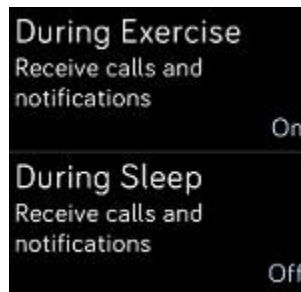 During Exercise
Receive calls and
notifications
On
During Sleep
Receive calls and
notifications
Off